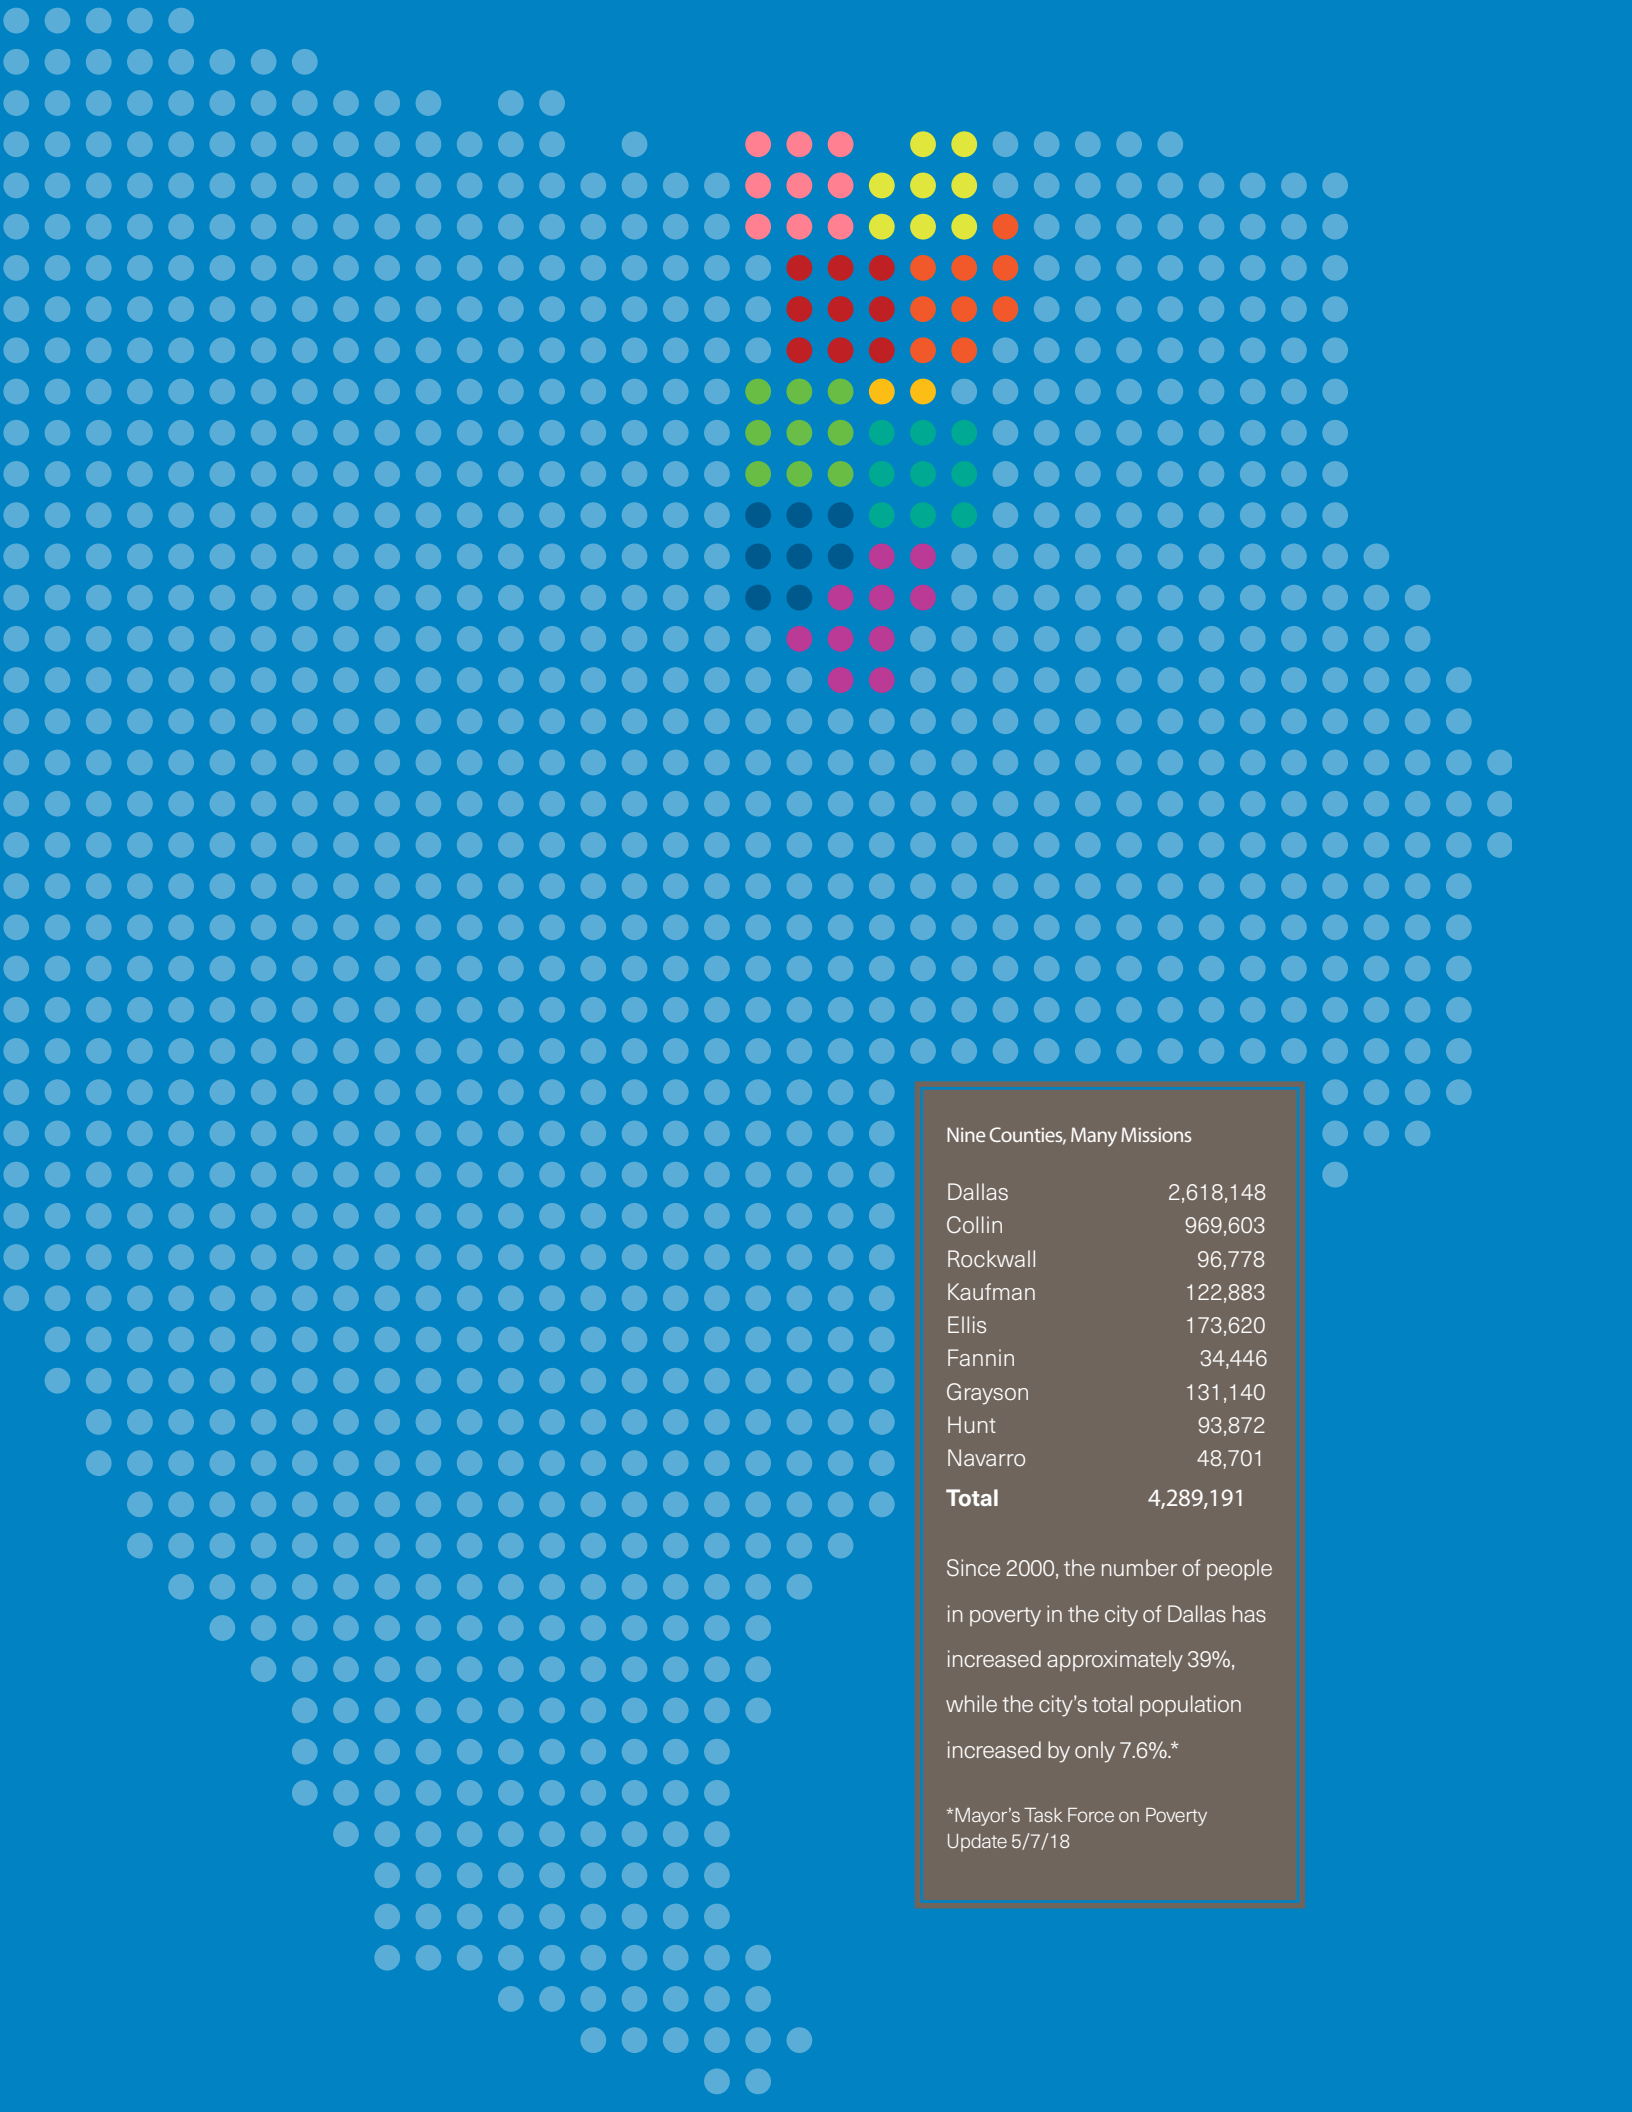 Nine Counties, Many Missions
Dallas 2,618,148
Collin 969,603
Rockwall 96,778
Kaufman 122,883
Ellis 173,620
Fannin 34,446
Grayson 131,140
Hunt 93,872
Navarro 48,701
Total 4,289,191
Since 2000, the number of people
in poverty in the city of Dallas has
increased approximately 39%,
while the city’s total population
increased by only 7.6%.*
*Mayor’s Task Force on Poverty
Update 5/7/18